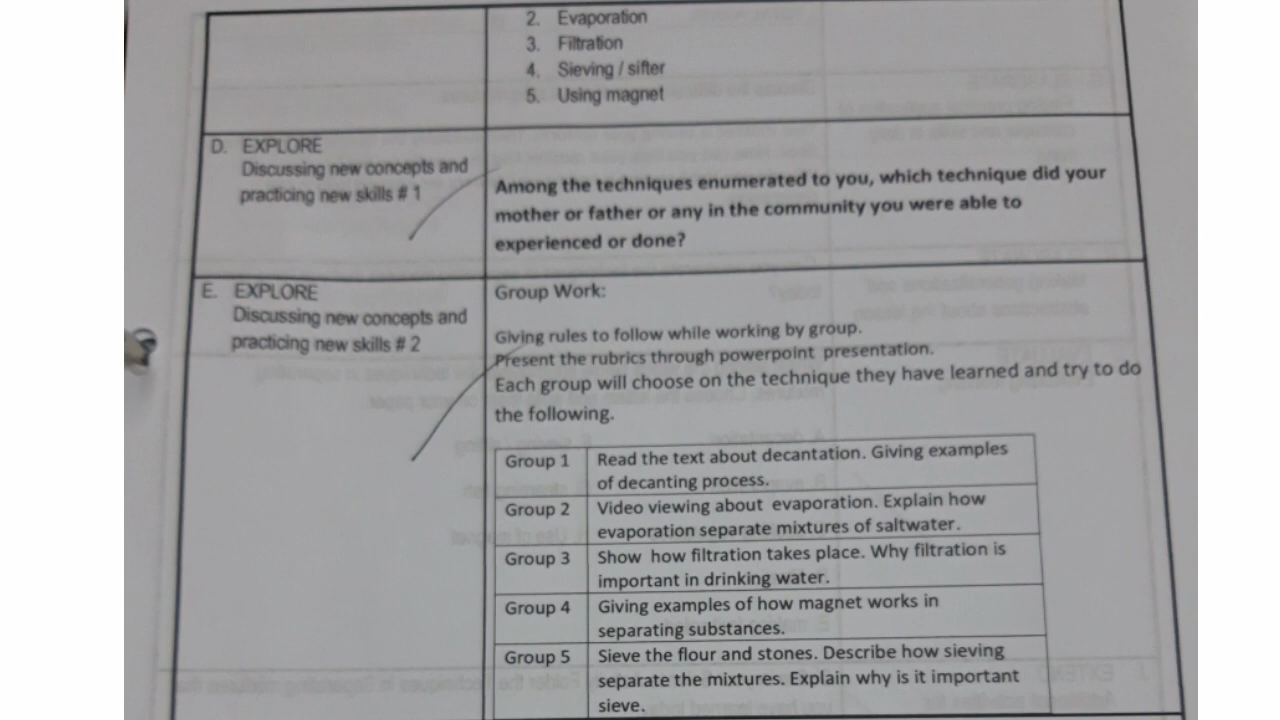 2. Evaporation
3. Filtration
4. Sieving / sifter
5. Using magnet
D. EXPLORE
Discussing new concepts and
practicing new skills # 1
Among the techniques enumerated to you, which technique did your
mother or father or any in the community you were able to
experienced or done?
E. EXPLORE
Discussing new concepts and
practicing new skills # 2
Group Work:
Giving rules to follow while working by group.
Present the rubrics through powerpoint presentation.
Each group will choose on the technique they have learned and try to do
the following.
Group 1 Read the text about decantation. Giving examples
of decanting process.
Group 2 Video viewing about evaporation. Explain how
evaporation separate mixtures of saltwater.
Group 3 Show how filtration takes place. Why filtration is
important in drinking water.
Group 4 Giving examples of how magnet works in
separating substances.
Group 5 Sieve the flour and stones. Describe how sieving
separate the mixtures. Explain why is it important
sieve.